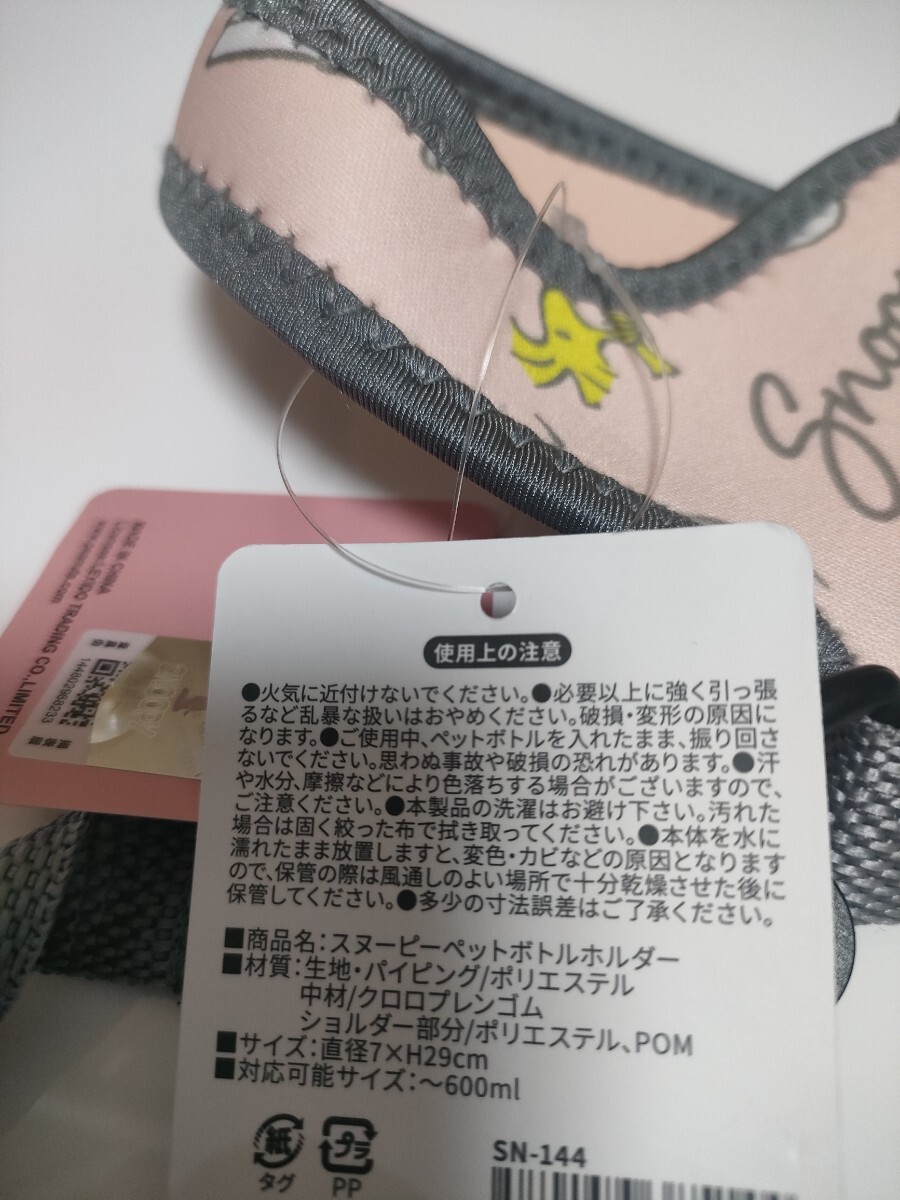 Snoo
MADE IN CHINA
Licensee: LEYIDO TRADING CO.,LIMITED
SNOOPY
使用上の注意
●火気に近付けないでください。●必要以上に強く引っ張
るなど乱暴な扱いはおやめください。破損・変形の原因に
なります。●ご使用中、ペットボトルを入れたまま、振り回さ
ないでください。思わぬ事故や破損の恐れがあります。●汗
や水分、摩擦などにより色落ちする場合がございますので、
ご注意ください。●本製品の洗濯はお避け下さい。汚れた
場合は固く絞った布で拭き取ってください。●本体を水に
濡れたまま放置しますと、変色・カビなどの原因となります
ので、保管の際は風通しのよい場所で十分乾燥させた後に
保管してください。●多少の寸法誤差はご了承ください。
■商品名：スヌーピーペットボトルホルダー
■材質：生地・パイピング/ポリエステル
中材/クロロプレンゴム
ショルダー部分/ポリエステル、POM
■サイズ：直径7×H29cm
■対応可能サイズ：～600ml
紙
タグ
プラ
PP
SN-144